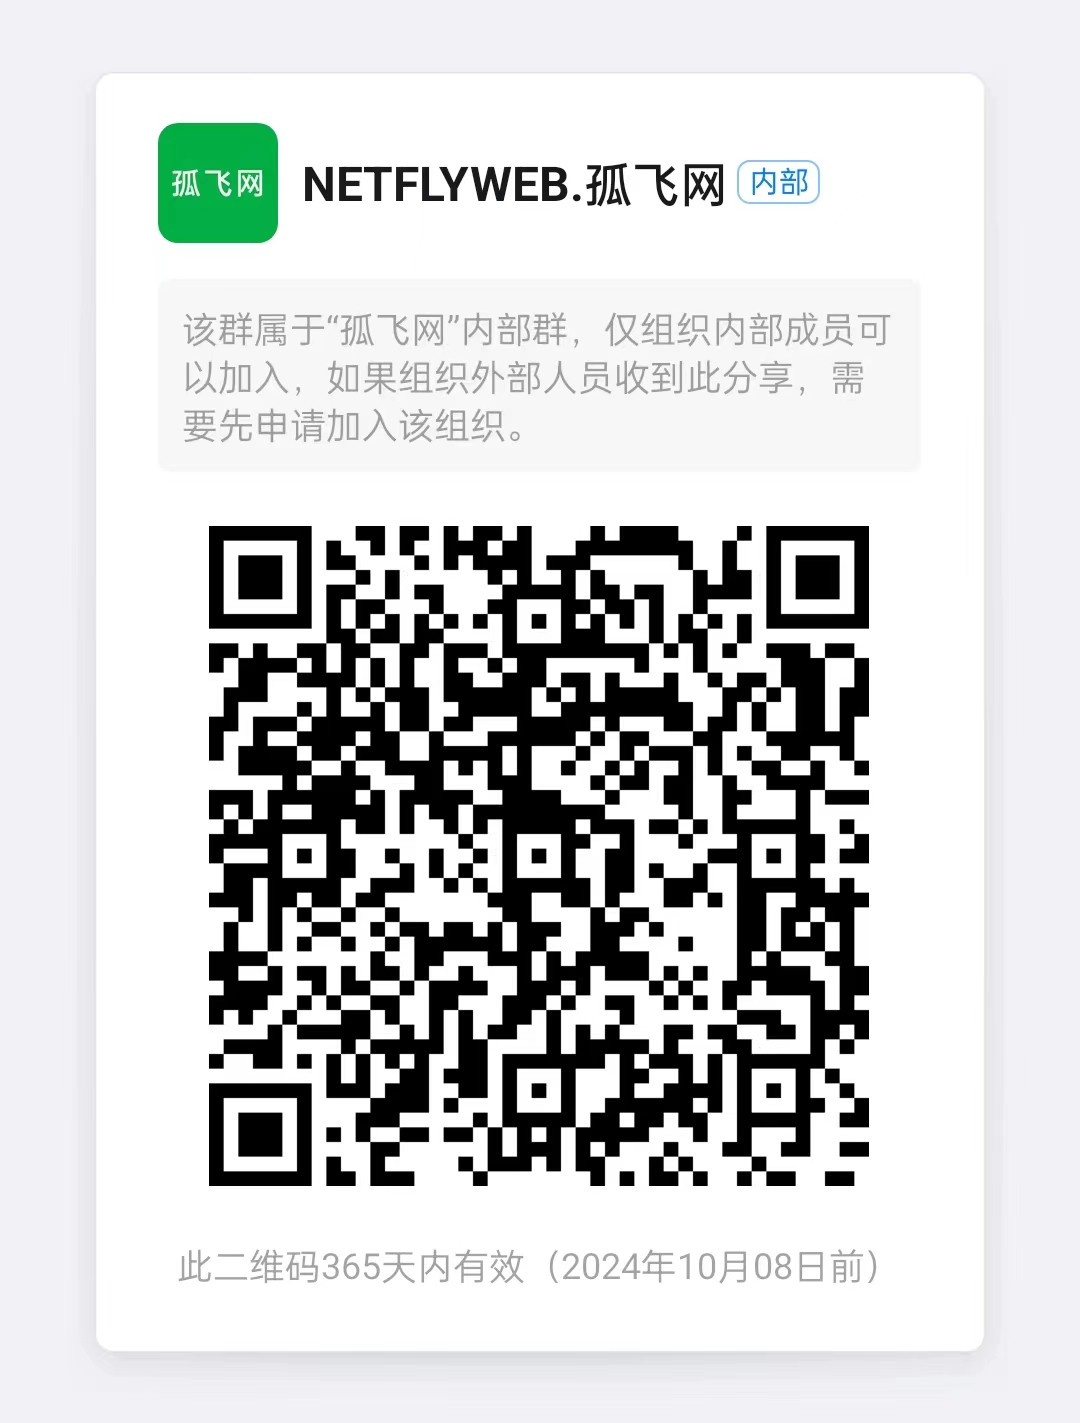 孤飞网
NETFLYWEB.孤飞网 内部
该群属于“孤飞网”内部群，仅组织内部成员可
以加入，如果组织外部人员收到此分享，需
要先申请加入该组织。
此二维码365天内有效（2024年10月08日前）